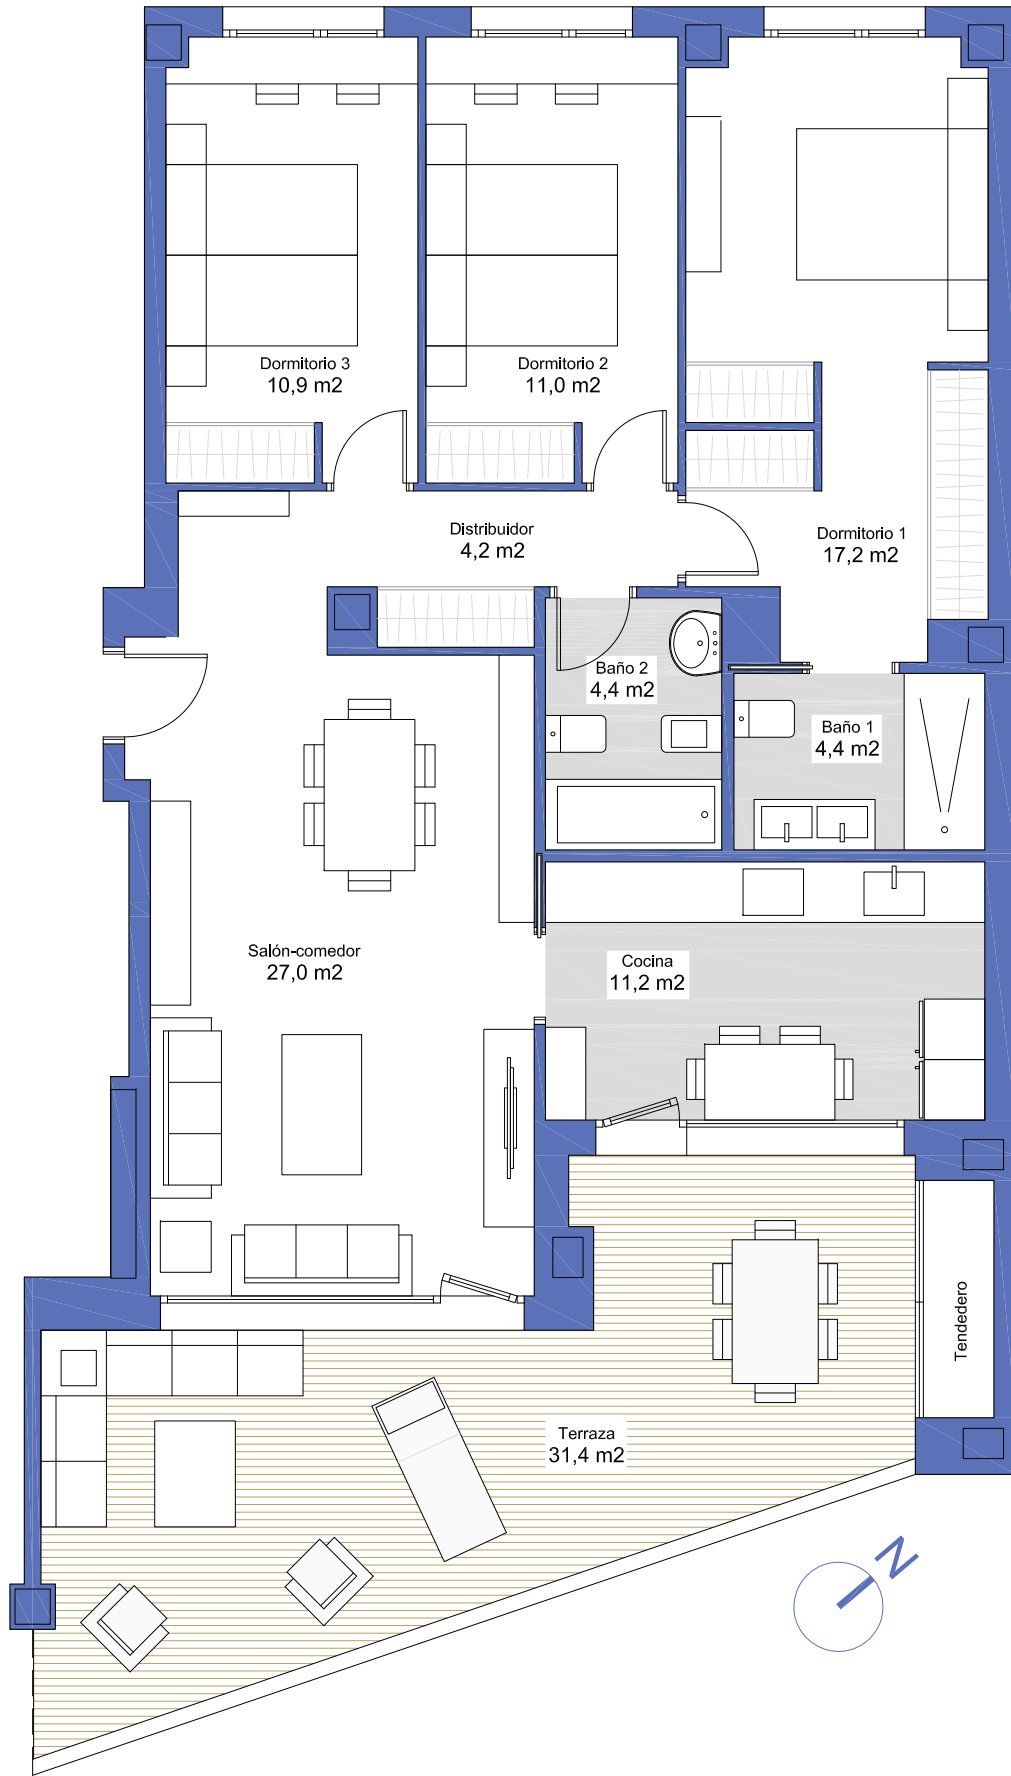 Dormitorio 3
10,9 m2
Dormitorio 2
11,0 m2
Distribuidor
4,2 m2
Dormitorio 1
17,2 m2
Baño 2
4,4 m2
Baño 1
4,4 m2
Salón-comedor
27,0 m2
Cocina
11,2 m2
Tendedero
Terraza
31,4 m2
N